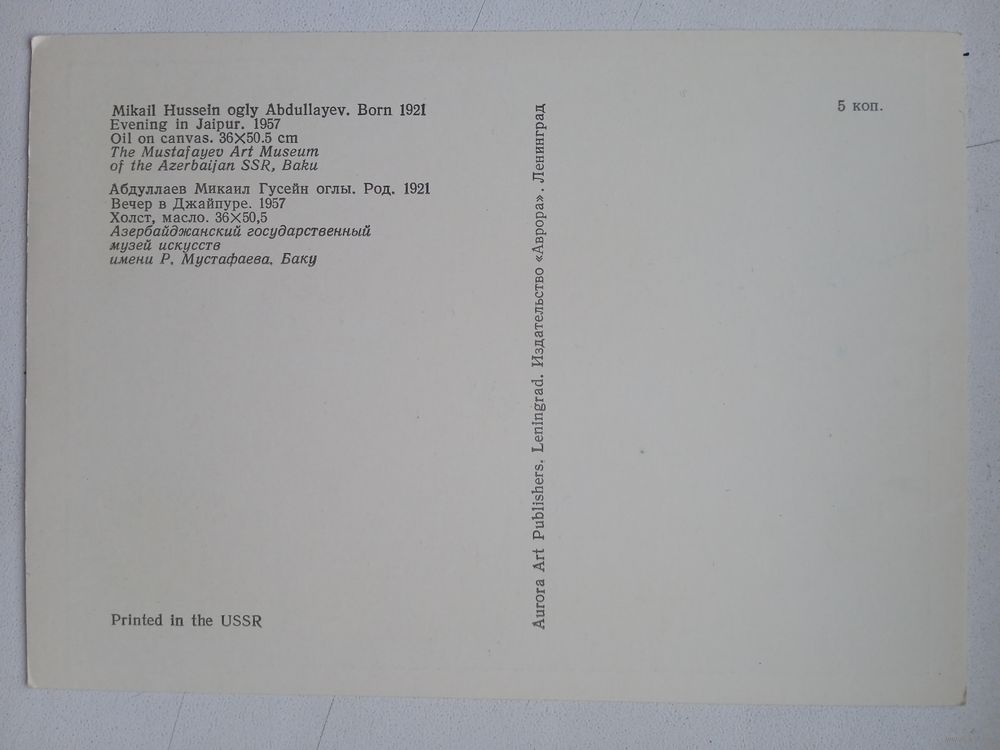 Mikail Hussein ogly Abdullayev. Born 1921
Evening in Jaipur. 1957
Oil on canvas. 36×50.5 cm
The Mustafayev Art Museum
of the Azerbaijan SSR, Baku
Абдуллаев Микаил Гусейн оглы. Род. 1921
Вечер в Джайпуре. 1957
Холст, масло. 36×50,5
Азербайджанский государственный
музей искусств
имени Р. Мустафаева, Баку
Printed in the USSR
Aurora Art Publishers. Leningrad. Издательство «Аврора». Ленинград
5 коп.